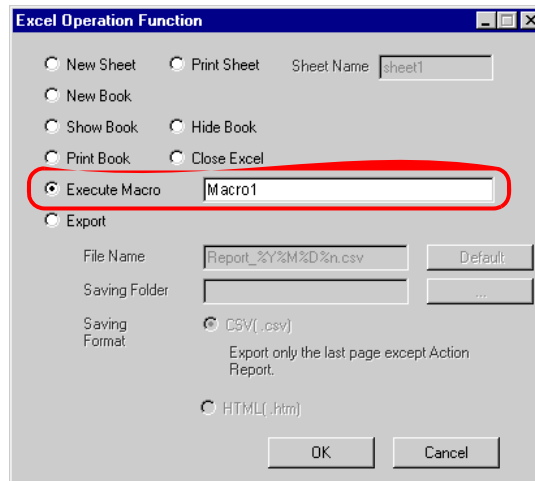 Excel Operation Function
New Sheet Print Sheet Sheet Name sheet1
New Book
Show Book Hide Book
Print Book Close Excel
Execute Macro Macro1
Export
File Name Report_%Y%M%D%n.csv Default
Saving Folder ...
Saving Format CSV( .csv)
Export only the last page except Action
Report.
HTML( .htm)
OK Cancel